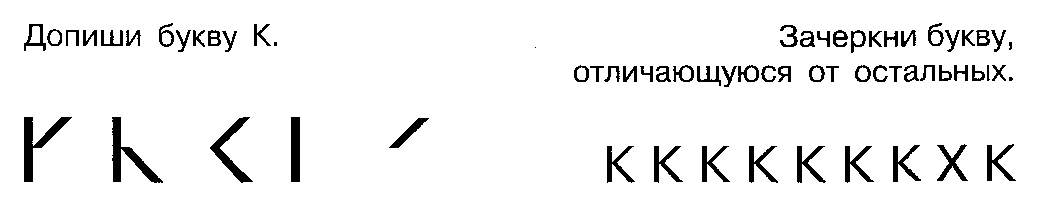 Допиши букву К.
Зачеркни букву,
отличающуюся от остальных.
К К К К К К К Х К